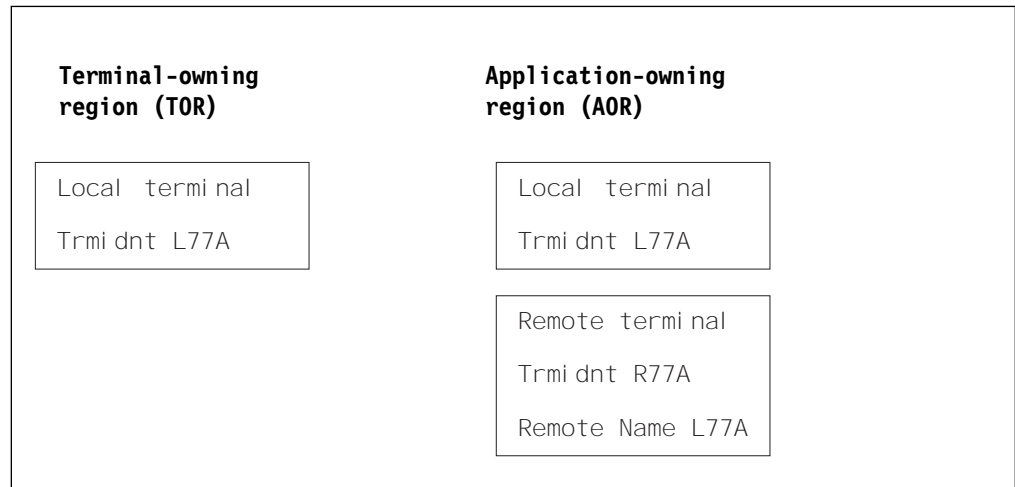 Terminal-owning
region (TOR)
Application-owning
region (AOR)
Local terminal
Trmidnt L77A
Local terminal
Trmidnt L77A
Remote terminal
Trmidnt R77A
Remote Name L77A